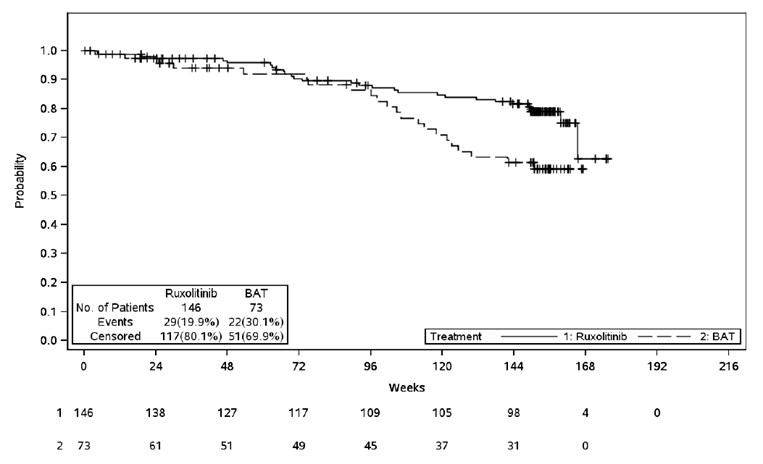 1.0
0.9
0.8
0.7
0.6
0.5
0.4
0.3
0.2
0.1
0.0
Probability
Ruxolitinib BAT
No. of Patients 146 73
Events 29(19.9%) 22(30.1%)
Censored 117(80.1%) 51(69.9%)
Treatment 1: Ruxolitinib 2: BAT
0 24 48 72 96 120 144 168 192 216
Weeks
1 146 138 127 117 109 105 98 4 0
2 73 61 51 49 45 37 31 0